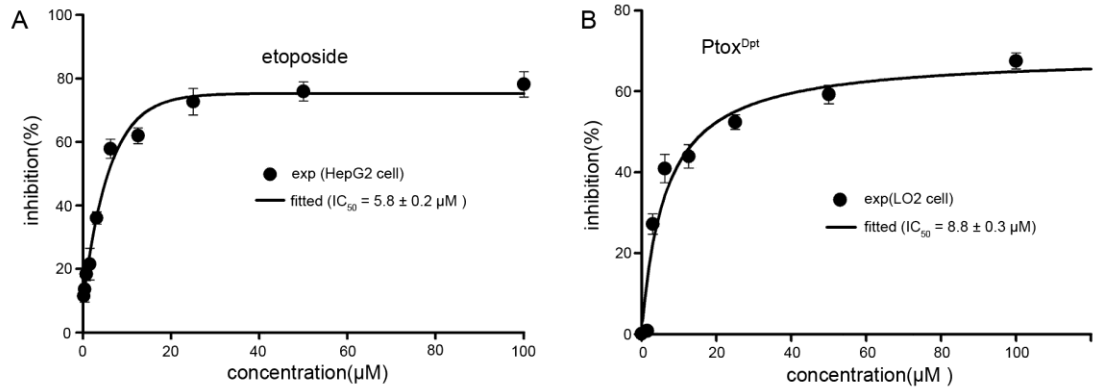 A
etoposide
inhibition(%)
100
80
60
40
20
0
exp (HepG2 cell)
fitted (IC50 = 5.8 ± 0.2 µM )
0
20
40
60
80
100
concentration(µM)
B
PtoxDpt
inhibition(%)
80
60
40
20
0
exp(LO2 cell)
fitted (IC50 = 8.8 ± 0.3 µM)
0
20
40
60
80
100
concentration(µM )